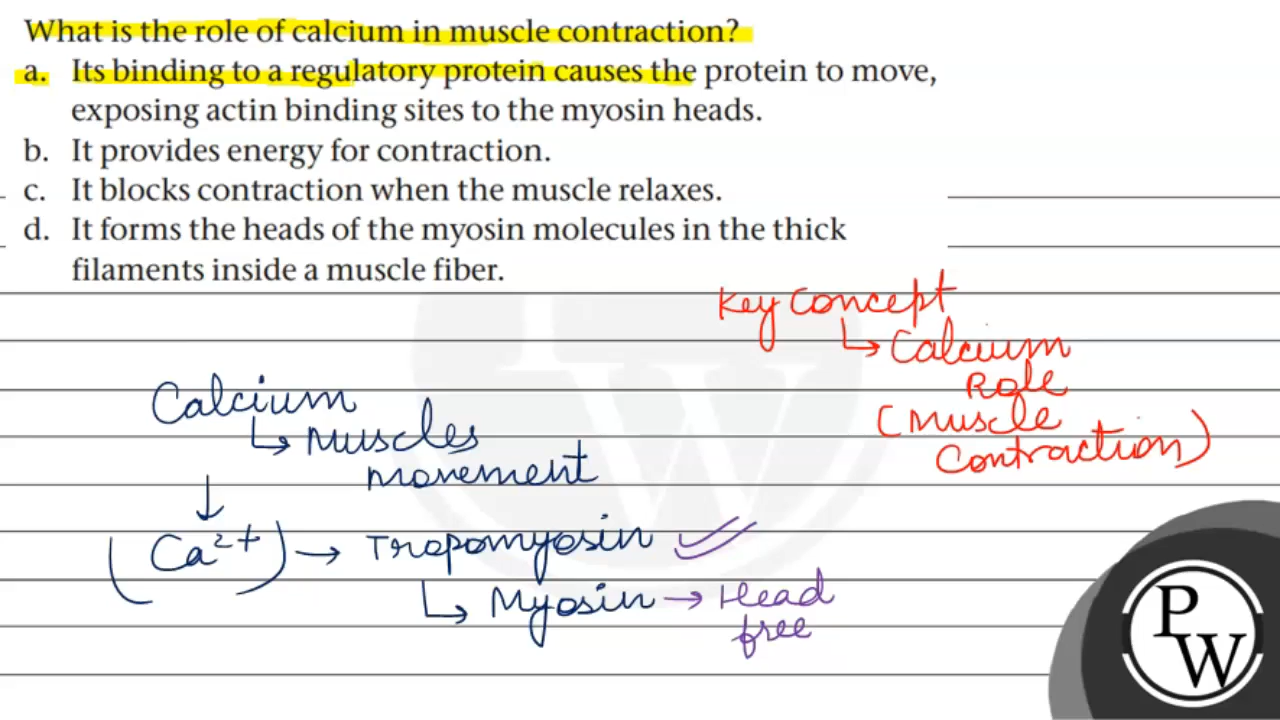 What is the role of calcium in muscle contraction?
a. Its binding to a regulatory protein causes the protein to move,
exposing actin binding sites to the myosin heads.
b. It provides energy for contraction.
c. It blocks contraction when the muscle relaxes.
d. It forms the heads of the myosin molecules in the thick
filaments inside a muscle fiber.
Key Concept
↳ Calcium
Role
(Muscle
Contraction)
Calcium
↳ Muscles
movement
↓
(Ca²⁺) → Tropomyosin
↳ Myosin → Head
free
P
W